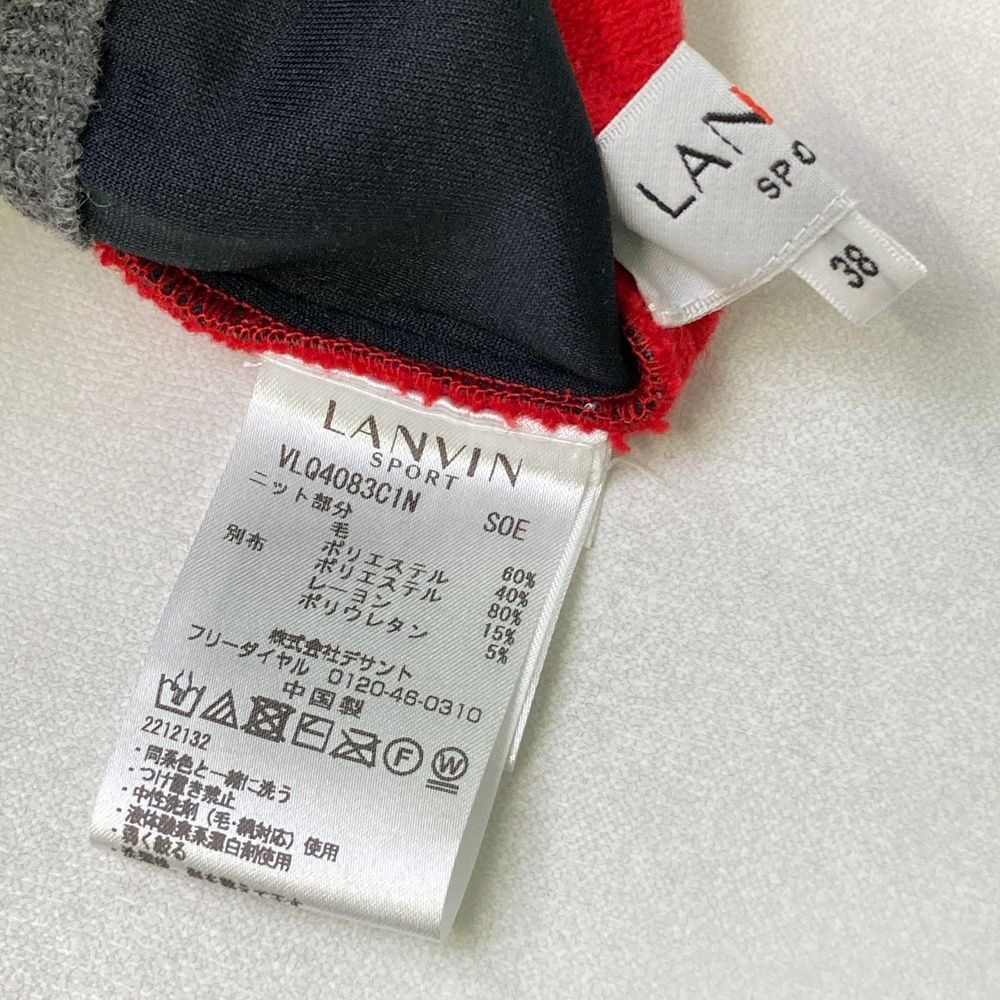 LAN
SPO
38
LANVIN
SPORT
VLQ4083C1N SOE
ニット部分
毛 60%
ポリエステル 40%
別布 ポリエステル 80%
レーヨン 15%
ポリウレタン 5%
株式会社デサント
フリーダイヤル 0120-46-0310
中国製
F W
2212132
・同系色と一緒に洗う
・つけ置き禁止
・中性洗剤（毛・絹対応）使用
・液体酸素系漂白剤使用
・弱く絞る